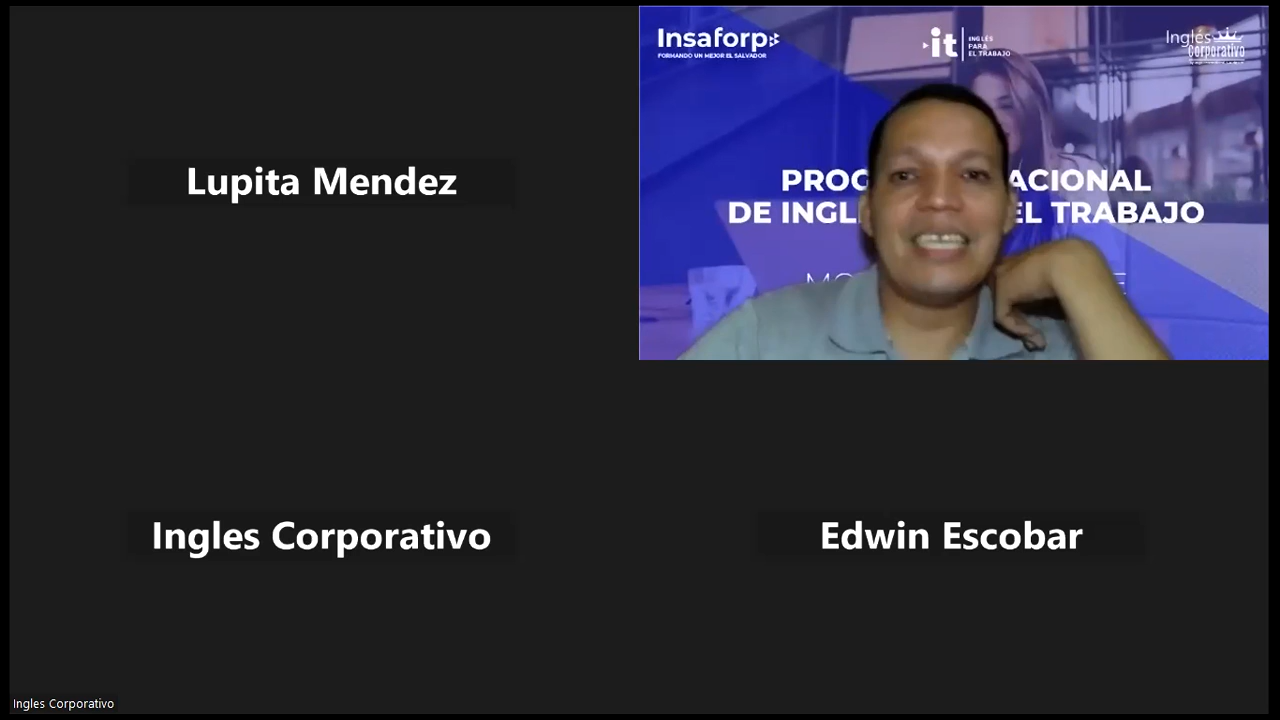 Insaforp
FORMANDO UN MEJOR EL SALVADOR
it
INGLÉS
PARA
EL TRABAJO
Inglés
Corporativo
Lupita Mendez
PROG ACIONAL
DE INGL EL TRABAJO
Ingles Corporativo
Edwin Escobar
Ingles Corporativo